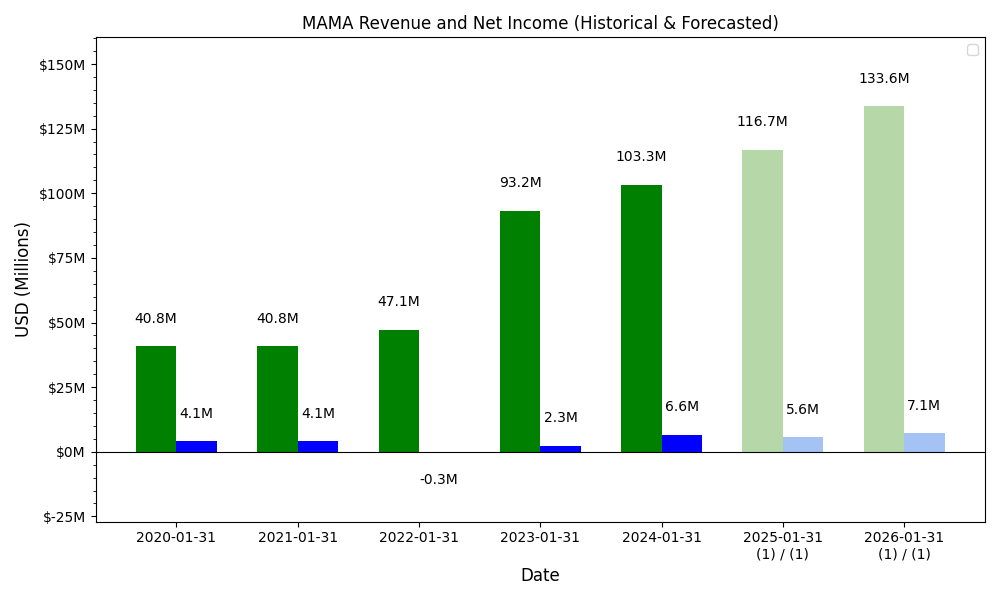 MAMA Revenue and Net Income (Historical & Forecasted)
USD (Millions)
$150M
$125M
$100M
$75M
$50M
$25M
$0M
$-25M
40.8M
4.1M
40.8M
4.1M
47.1M
-0.3M
93.2M
2.3M
103.3M
6.6M
116.7M
5.6M
133.6M
7.1M
2020-01-31
2021-01-31
2022-01-31
2023-01-31
2024-01-31
2025-01-31
(1) / (1)
2026-01-31
(1) / (1)
Date